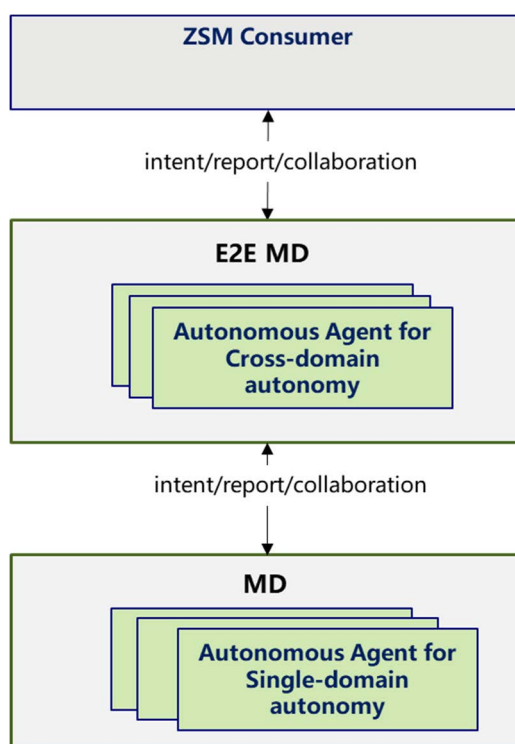 ZSM Consumer
intent/report/collaboration
E2E MD
Autonomous Agent for
Cross-domain
autonomy
intent/report/collaboration
MD
Autonomous Agent for
Single-domain
autonomy